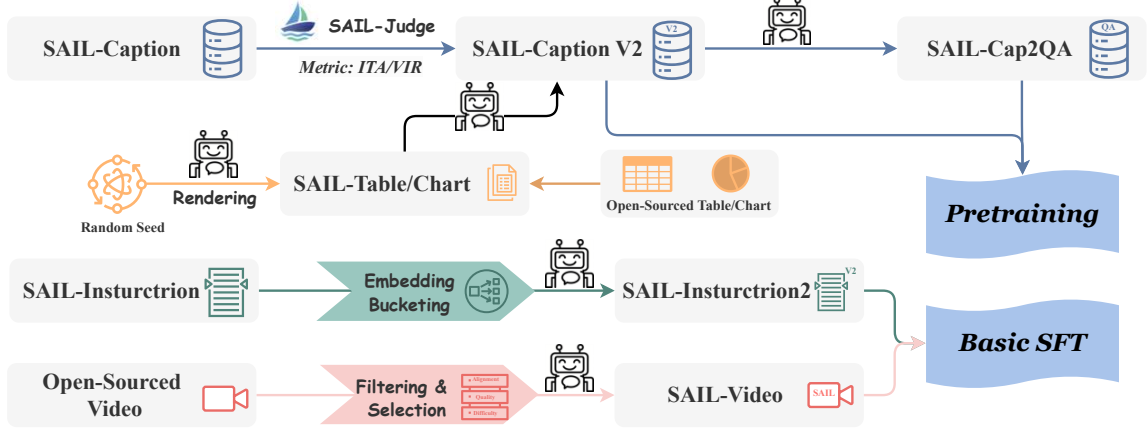 SAIL-Caption
SAIL-Judge
Metric: ITA/VIR
SAIL-Caption V2
V2
SAIL-Cap2QA
QA
Random Seed
Rendering
SAIL-Table/Chart
Open-Sourced Table/Chart
Pretraining
SAIL-Insturctrion
Embedding
Bucketing
SAIL-Insturctrion2
V2
Basic SFT
Open-Sourced
Video
Filtering &
Selection
Alignment
Quality
Difficulty
SAIL-Video
SAIL